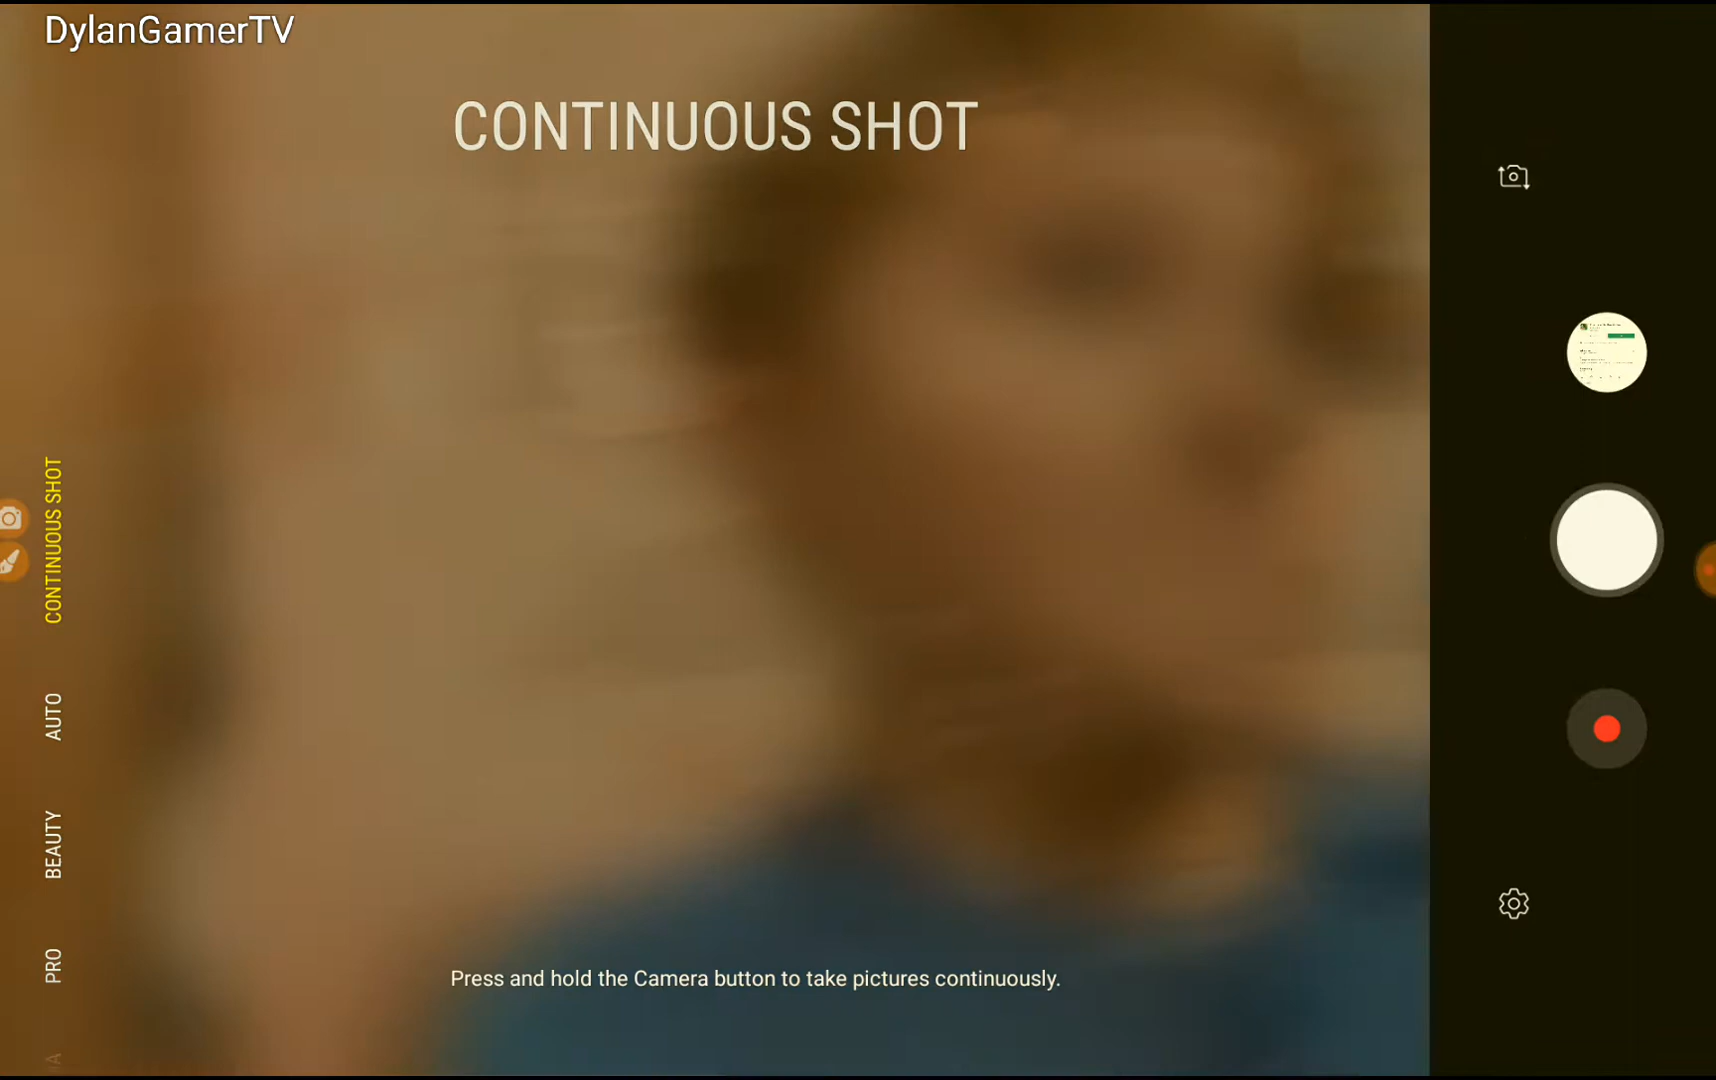 DylanGamerTV
CONTINUOUS SHOT
CONTINUOUS SHOT
AUTO
BEAUTY
PRO
Press and hold the Camera button to take pictures continuously.